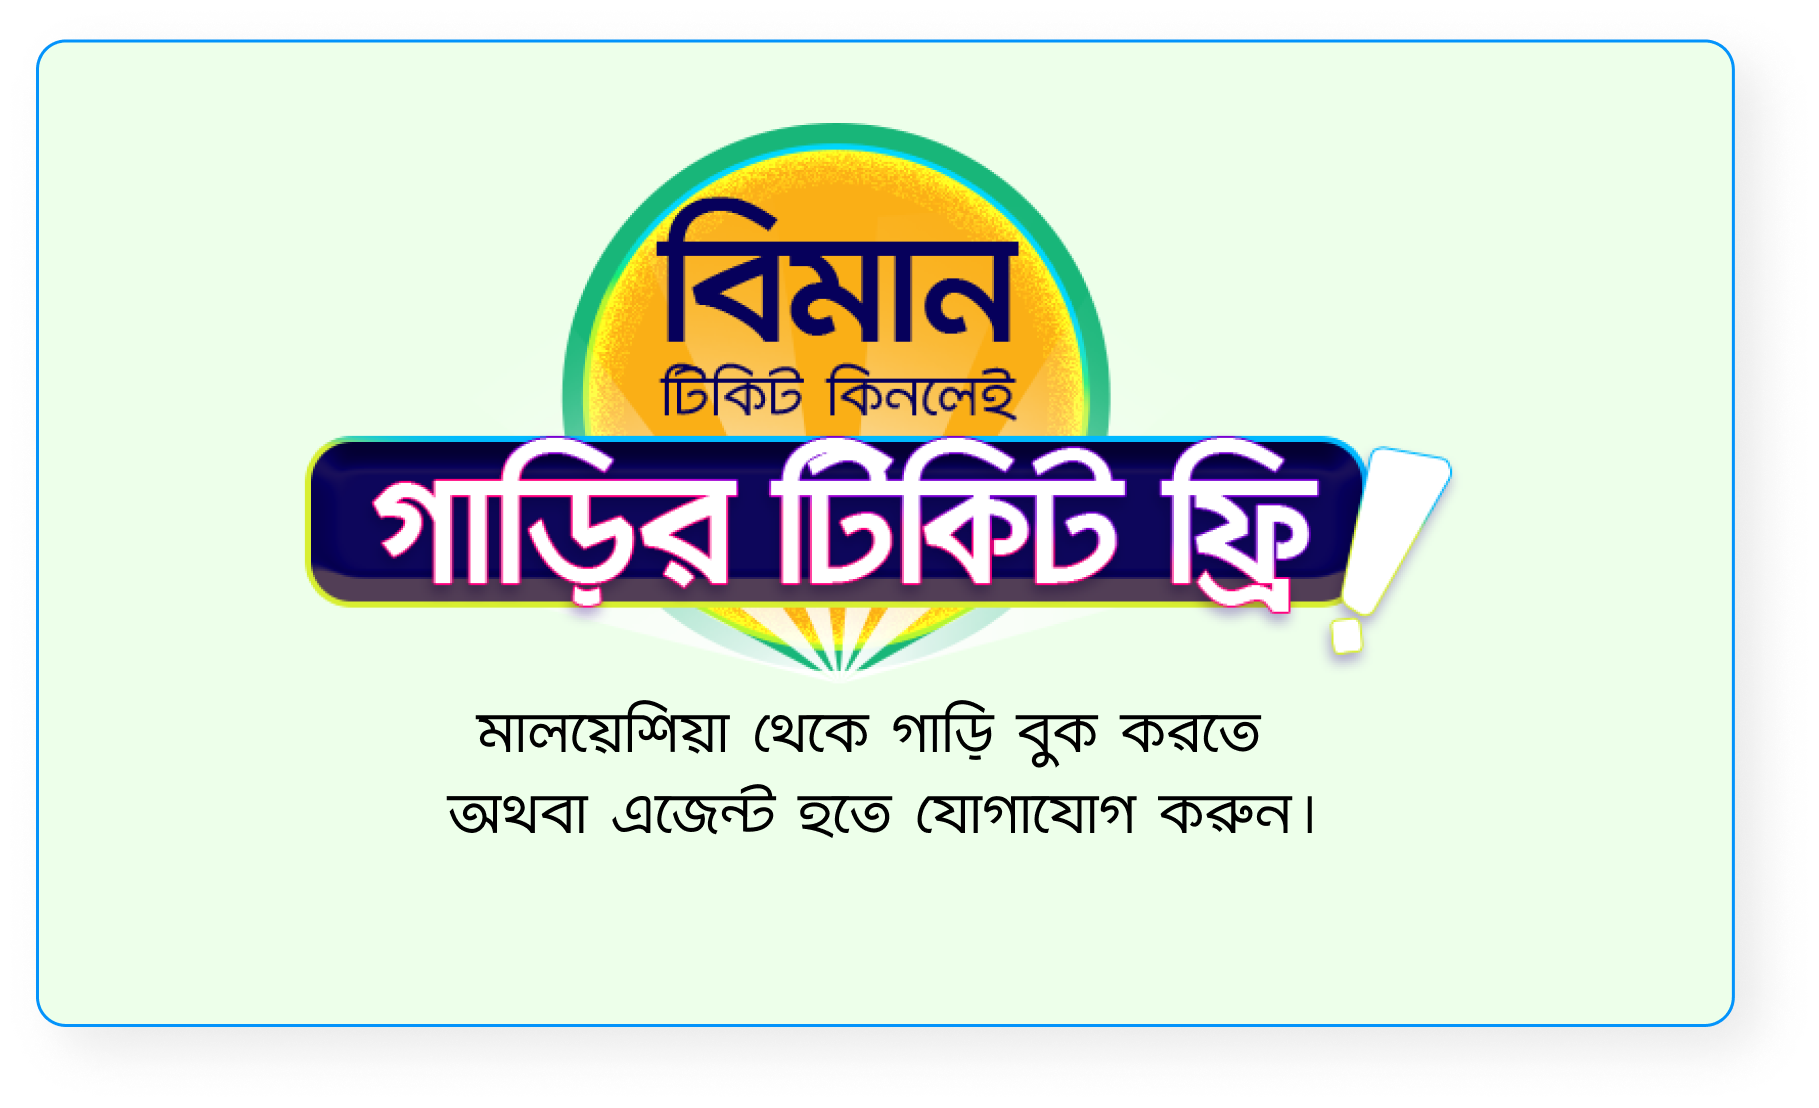 বিমান
টিকিট কিনলেই
গাড়ির টিকিট ফ্রি!
মালয়েশিয়া থেকে গাড়ি বুক করতে
অথবা এজেন্ট হতে যোগাযোগ করুন।